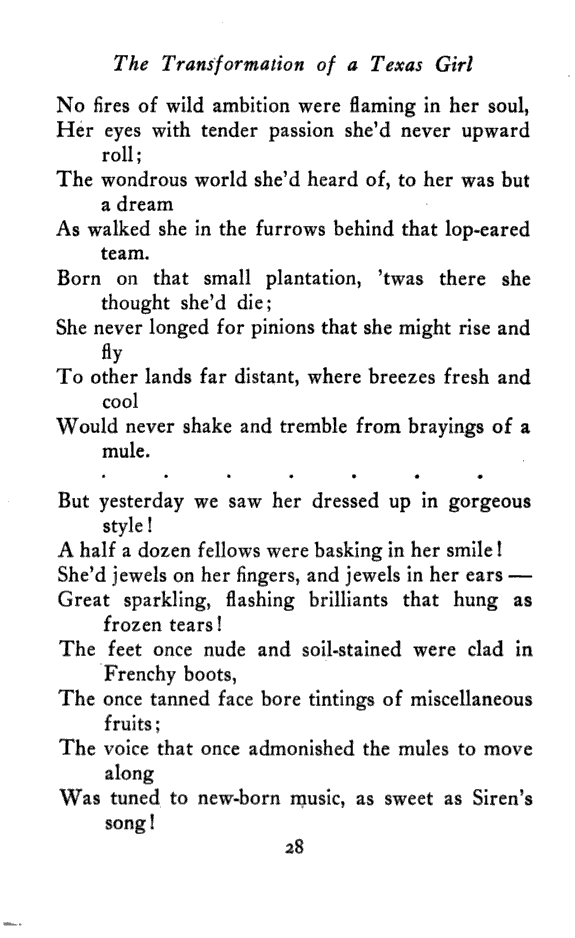 The Transformation of a Texas Girl
No fires of wild ambition were flaming in her soul,
Her eyes with tender passion she'd never upward
roll;
The wondrous world she'd heard of, to her was but
a dream
As walked she in the furrows behind that lop-eared
team.
Born on that small plantation, 'twas there she
thought she'd die;
She never longed for pinions that she might rise and
fly
To other lands far distant, where breezes fresh and
cool
Would never shake and tremble from brayings of a
mule.
. . . . . . .
But yesterday we saw her dressed up in gorgeous
style!
A half a dozen fellows were basking in her smile!
She'd jewels on her fingers, and jewels in her ears —
Great sparkling, flashing brilliants that hung as
frozen tears!
The feet once nude and soil-stained were clad in
Frenchy boots,
The once tanned face bore tintings of miscellaneous
fruits;
The voice that once admonished the mules to move
along
Was tuned to new-born music, as sweet as Siren's
song!
28